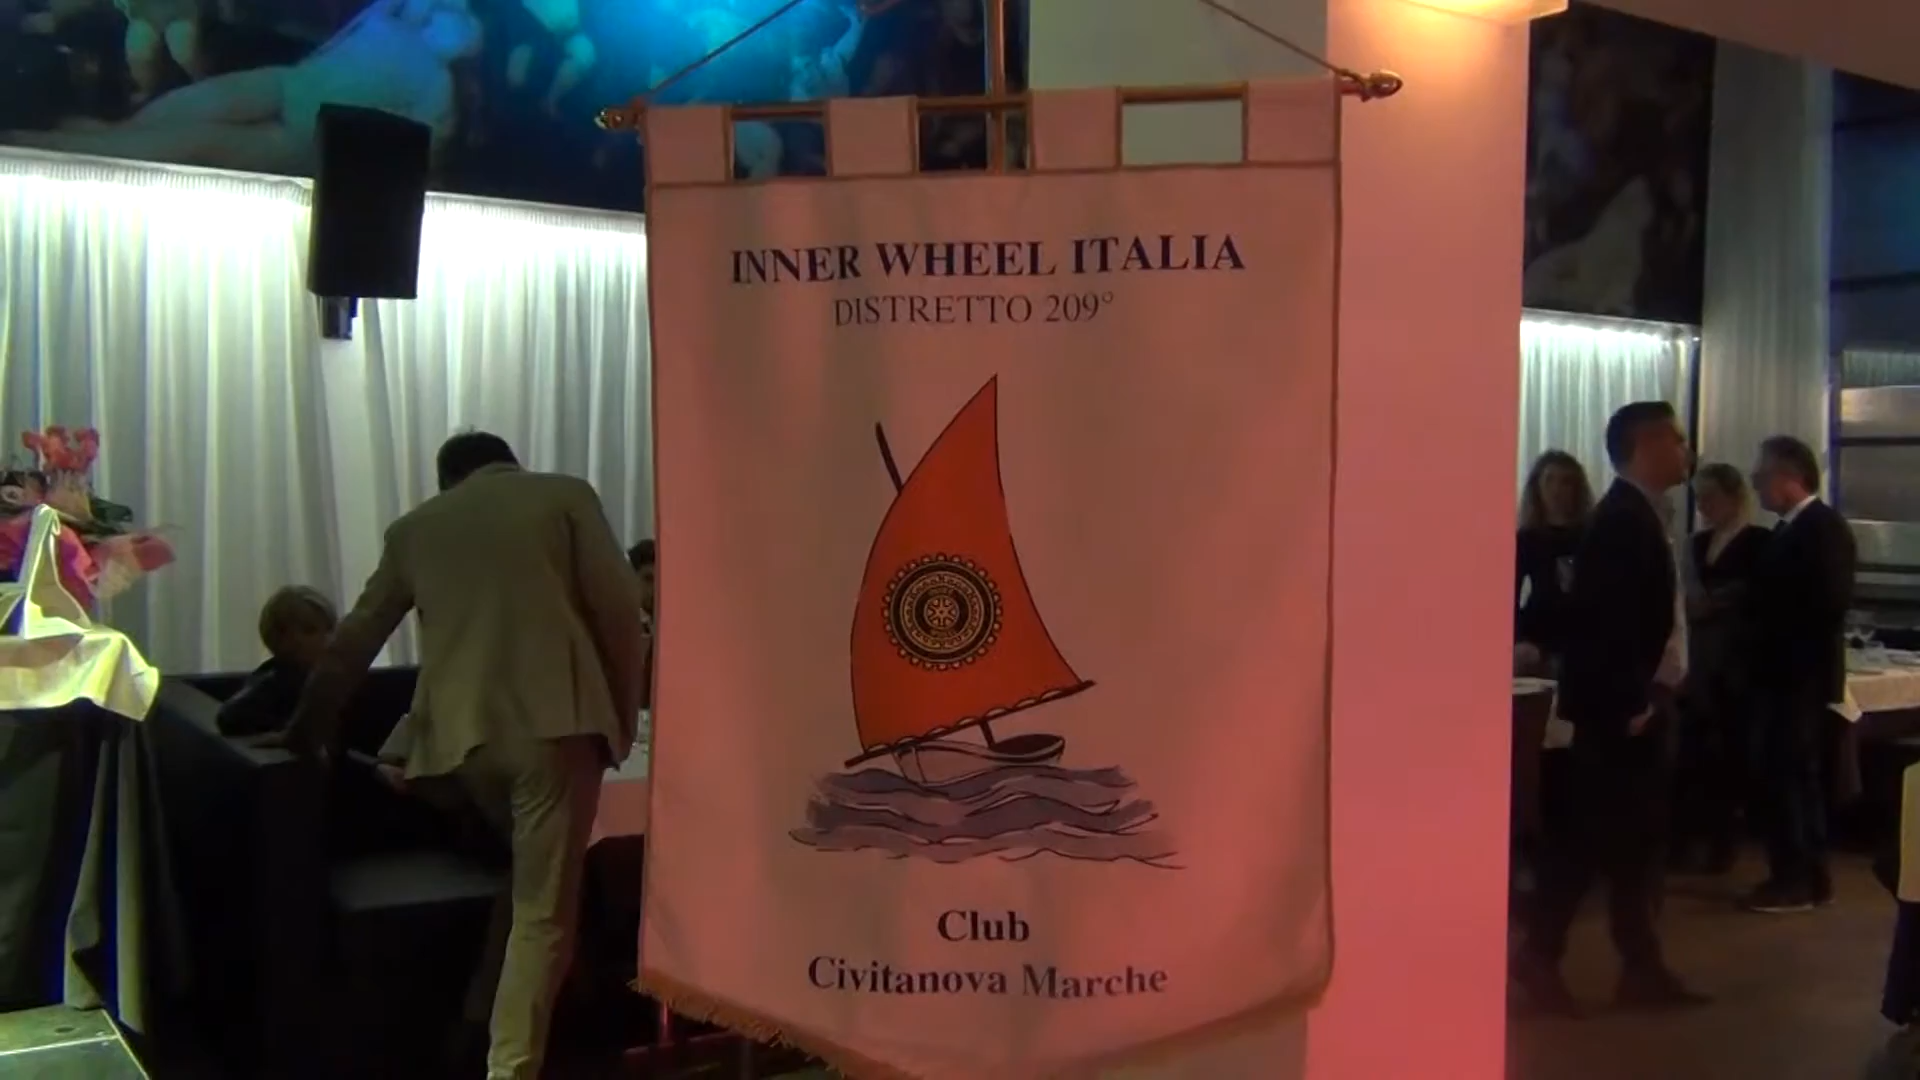 INNER WHEEL ITALIA
DISTRETTO 209°
Club
Civitanova Marche